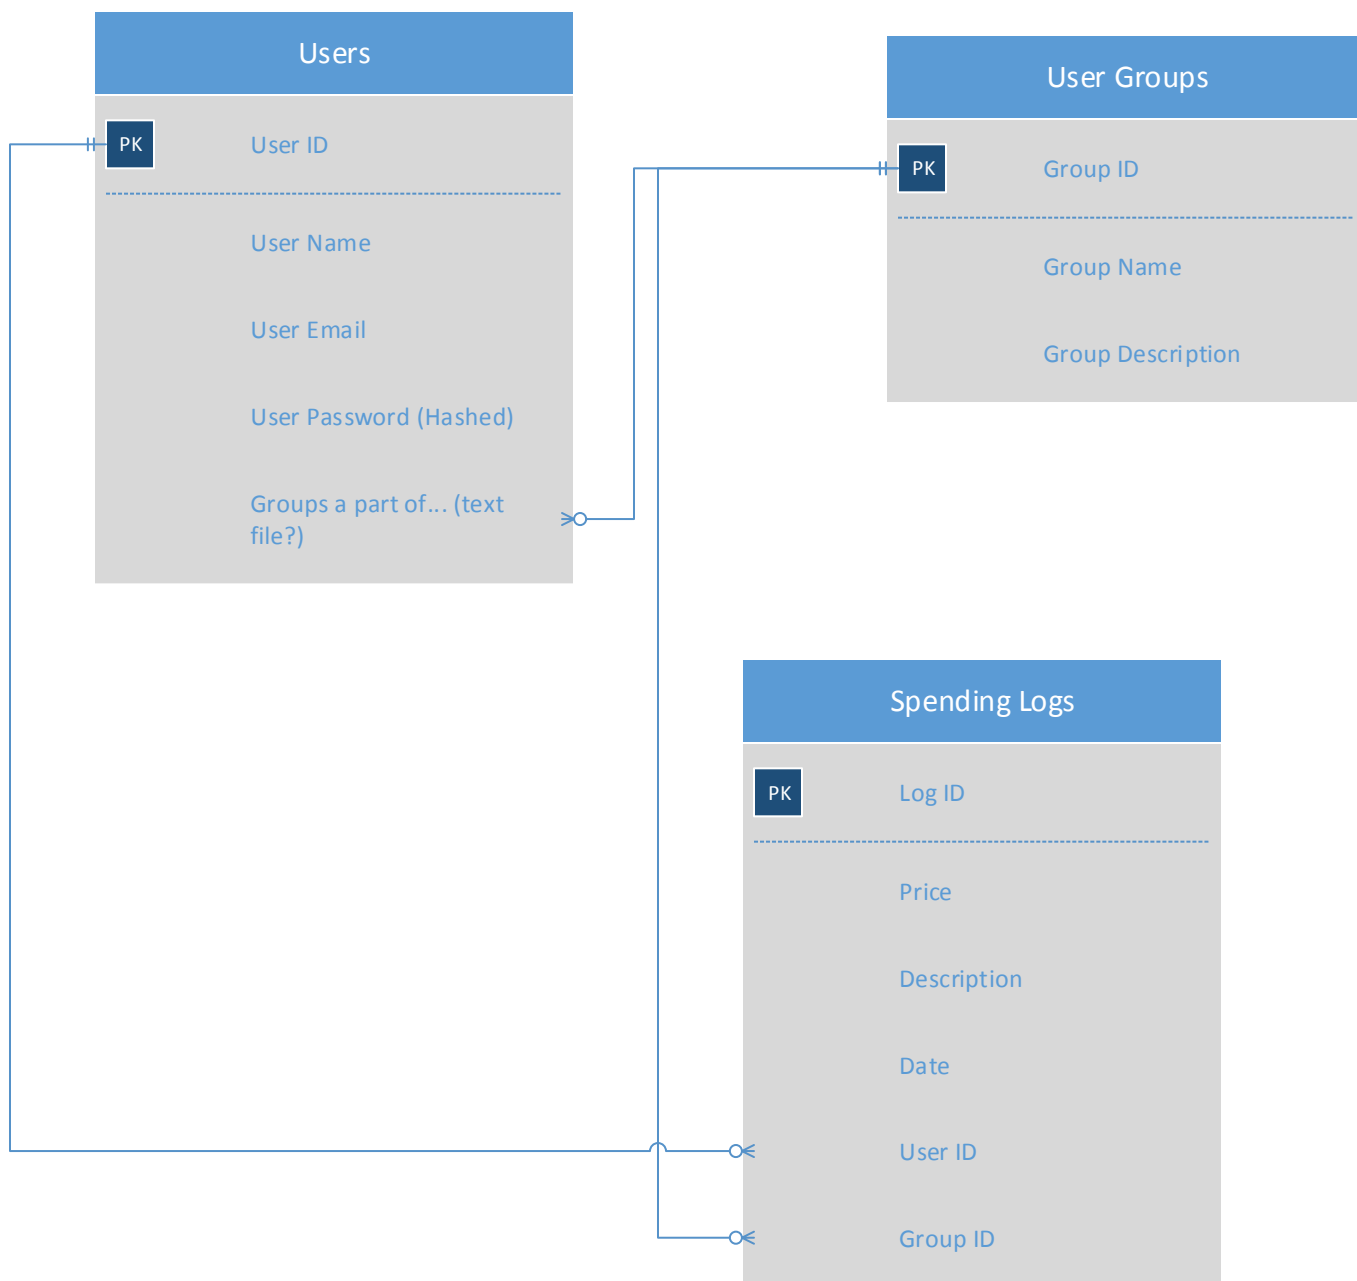 Users
PK
User ID
User Name
User Email
User Password (Hashed)
Groups a part of... (text
file?)
User Groups
PK
Group ID
Group Name
Group Description
Spending Logs
PK
Log ID
Price
Description
Date
User ID
Group ID